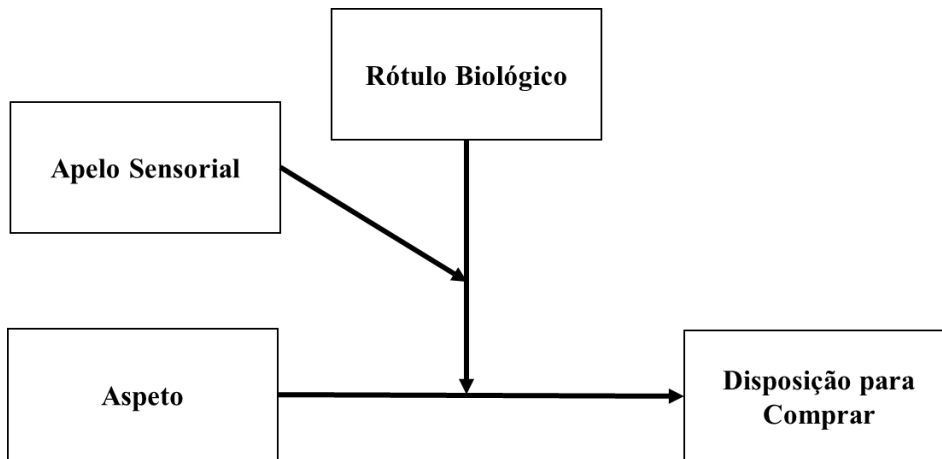 Rótulo Biológico
Apelo Sensorial
Aspeto
Disposição para
Comprar